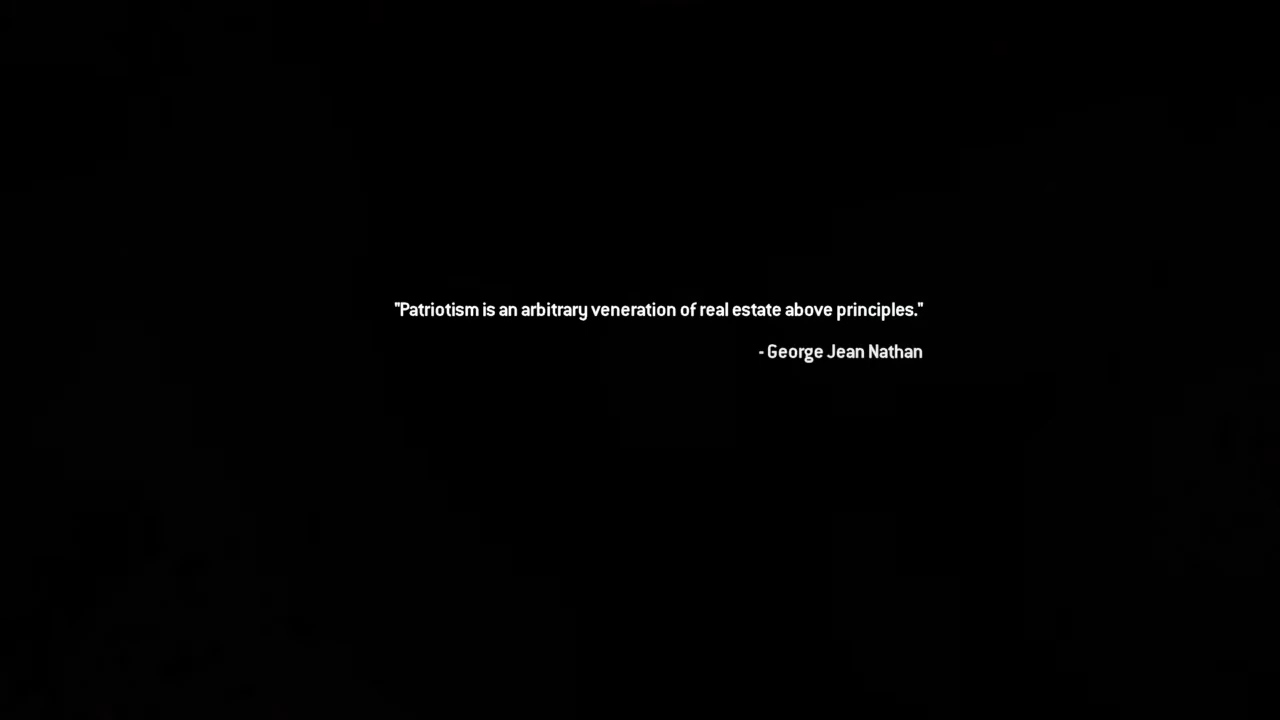 "Patriotism is an arbitrary veneration of real estate above principles."
- George Jean Nathan